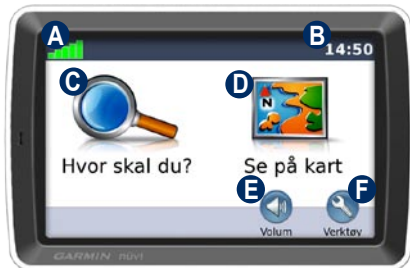 A
B
14:50
C
D
N
Hvor skal du?
Se på kart
E
F
Volum
Verktøy
GARMIN nüvi